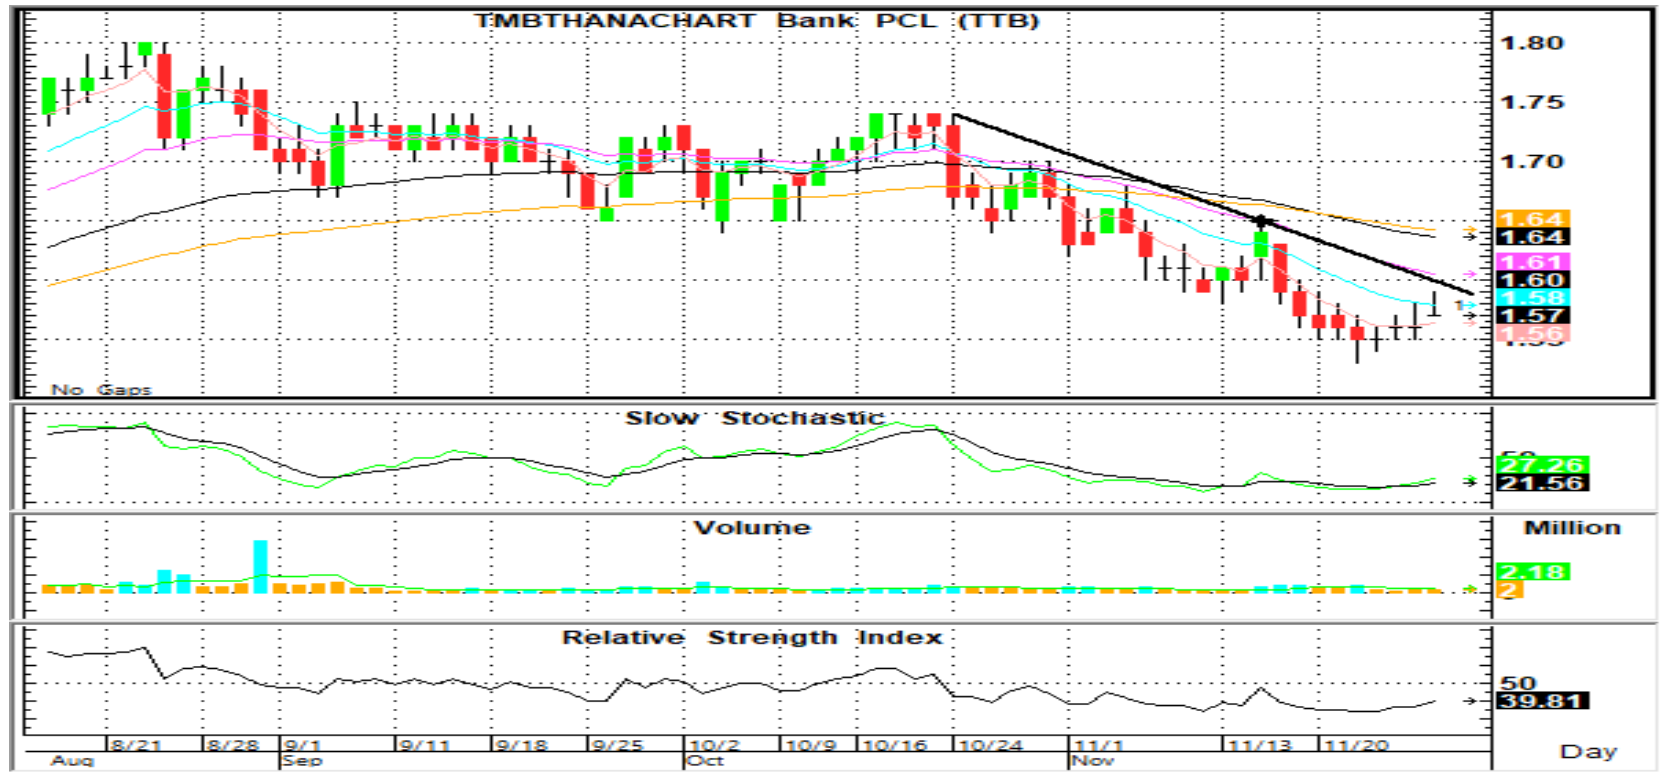 TMBTHANACHART Bank PCL (TTB)
1.80
1.75
1.70
1.64
1.64
1.61
1.60
1.58
1.57
1.56
1.55
No Gaps
Slow Stochastic
50
27.26
21.56
Volume
Million
2.18
2
Relative Strength Index
50
39.81
8/21 8/28 9/1 9/11 9/18 9/25 10/2 10/9 10/16 10/24 11/1 11/13 11/20
Aug Sep Oct Nov
Day